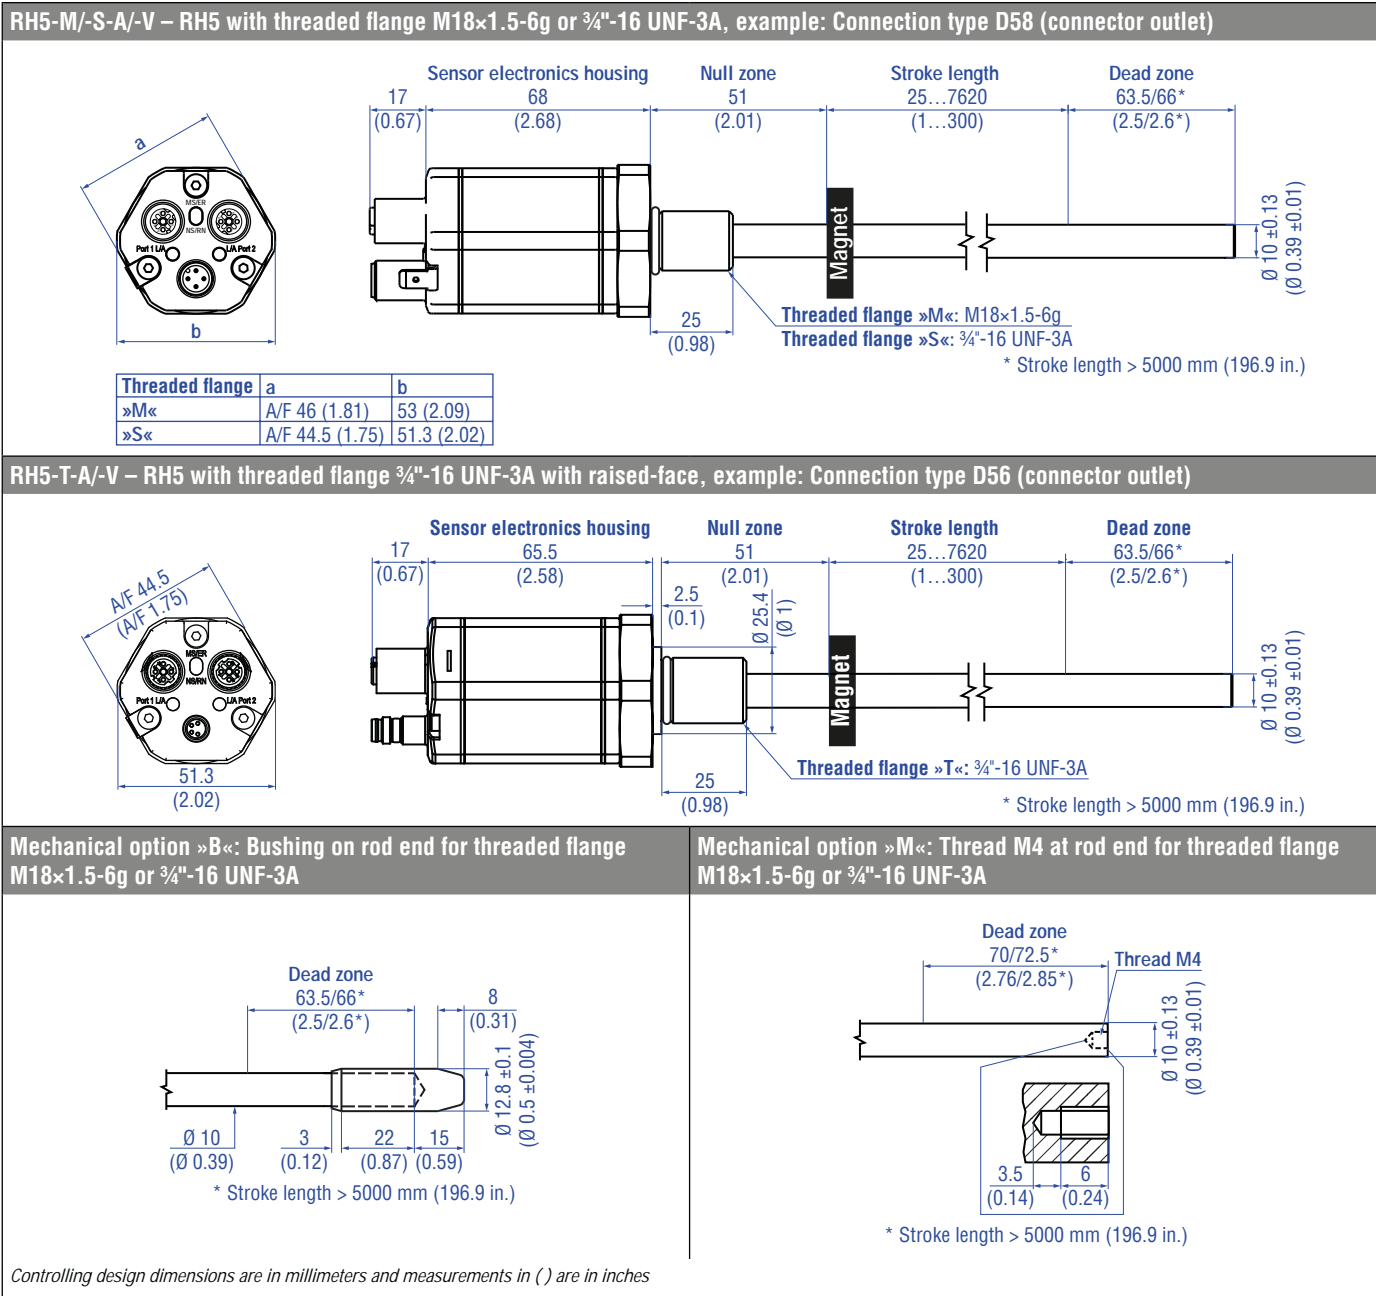 RH5-M/-S-A/-V – RH5 with threaded flange M18×1.5-6g or ¾"-16 UNF-3A, example: Connection type D58 (connector outlet)
Sensor electronics housing
Null zone
Stroke length
Dead zone
17
68
51
25…7620
63.5/66*
(0.67)
(2.68)
(2.01)
(1…300)
(2.5/2.6*)
a
MS/ER
NS/RN
Port 1 L/A
L/A Port 2
b
Magnet
Ø 10 ±0.13
(Ø 0.39 ±0.01)
25
(0.98)
Threaded flange »M«: M18×1.5-6g
Threaded flange »S«: ¾"-16 UNF-3A
* Stroke length > 5000 mm (196.9 in.)
Threaded flange a b
»M« A/F 46 (1.81) 53 (2.09)
»S« A/F 44.5 (1.75) 51.3 (2.02)
RH5-T-A/-V – RH5 with threaded flange ¾"-16 UNF-3A with raised-face, example: Connection type D56 (connector outlet)
Sensor electronics housing
Null zone
Stroke length
Dead zone
17
65.5
51
25…7620
63.5/66*
(0.67)
(2.58)
(2.01)
(1…300)
(2.5/2.6*)
A/F 44.5
(A/F 1.75)
2.5
(0.1)
Ø 25.4
(Ø 1)
MS/ER
NS/RN
Port 1 L/A
L/A Port 2
51.3
(2.02)
Magnet
Ø 10 ±0.13
(Ø 0.39 ±0.01)
25
(0.98)
Threaded flange »T«: ¾"-16 UNF-3A
* Stroke length > 5000 mm (196.9 in.)
Mechanical option »B«: Bushing on rod end for threaded flange
M18×1.5-6g or ¾"-16 UNF-3A
Dead zone
63.5/66*
(2.5/2.6*)
8
(0.31)
Ø 12.8 ±0.1
(Ø 0.5 ±0.004)
Ø 10
(Ø 0.39)
3
(0.12)
22
(0.87)
15
(0.59)
* Stroke length > 5000 mm (196.9 in.)
Mechanical option »M«: Thread M4 at rod end for threaded flange
M18×1.5-6g or ¾"-16 UNF-3A
Dead zone
70/72.5*
(2.76/2.85*)
Thread M4
Ø 10 ±0.13
(Ø 0.39 ±0.01)
3.5
(0.14)
6
(0.24)
* Stroke length > 5000 mm (196.9 in.)
Controlling design dimensions are in millimeters and measurements in ( ) are in inches